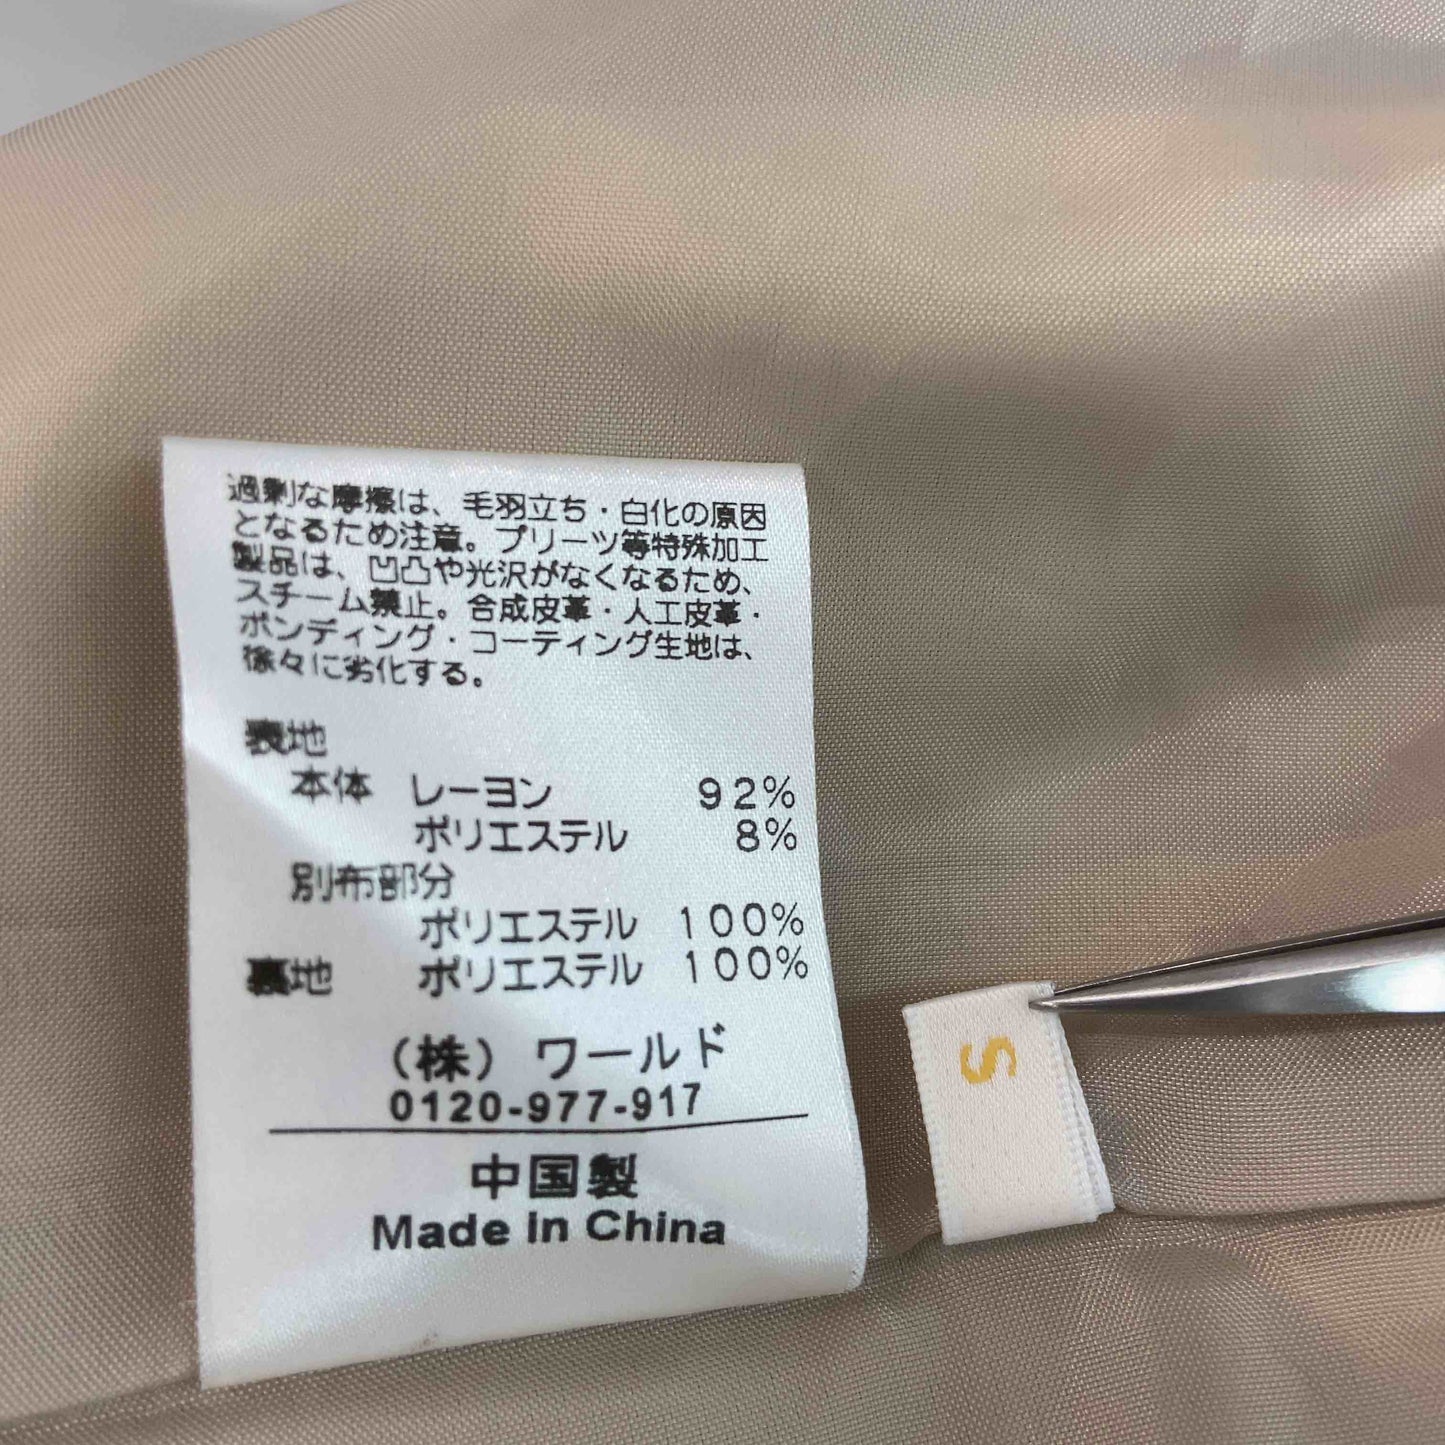 過剰な摩擦は、毛羽立ち・白化の原因
となるため注意。プリーツ等特殊加工
製品は、凹凸や光沢がなくなるため、
スチーム禁止。合成皮革・人工皮革・
ボンディング・コーティング生地は、
徐々に劣化する。
表地
本体 レーヨン 92%
ポリエステル 8%
別布部分
ポリエステル 100%
裏地 ポリエステル 100%
(株) ワールド
0120-977-917
中国製
Made In China
S